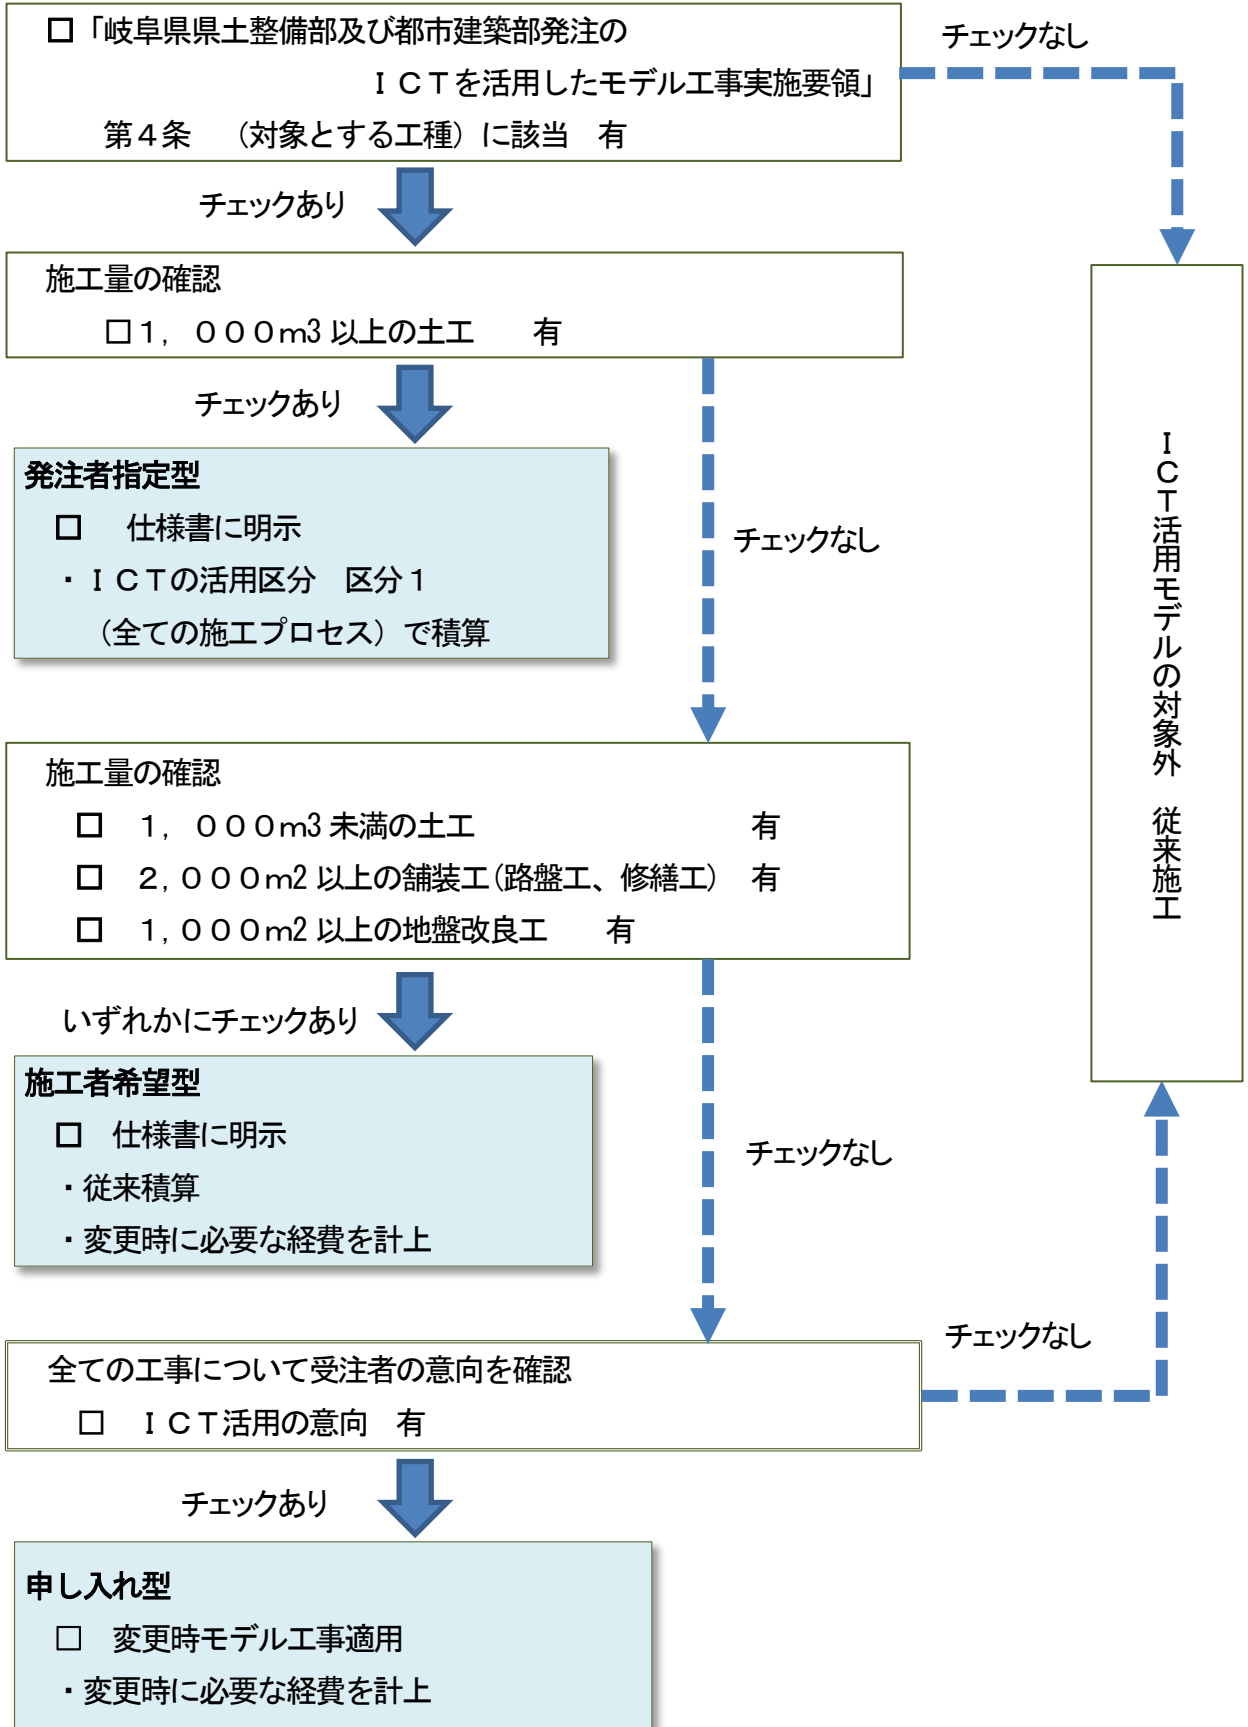 □「岐阜県県土整備部及び都市建築部発注の
ＩＣＴを活用したモデル工事実施要領」
第４条　（対象とする工種）に該当　有
チェックなし
チェックあり
施工量の確認
□１，０００ｍ3 以上の土工　　有
チェックあり
発注者指定型
□　仕様書に明示
・ＩＣＴの活用区分　区分１
（全ての施工プロセス）で積算
チェックなし
ＩＣＴ活用モデルの対象外　従来施工
施工量の確認
□　１，０００ｍ3 未満の土工　　有
□　２，０００ｍ2 以上の舗装工（路盤工、修繕工）　有
□　１，０００ｍ2 以上の地盤改良工　　有
いずれかにチェックあり
施工者希望型
□　仕様書に明示
・従来積算
・変更時に必要な経費を計上
チェックなし
全ての工事について受注者の意向を確認
□　ＩＣＴ活用の意向　有
チェックなし
チェックあり
申し入れ型
□　変更時モデル工事適用
・変更時に必要な経費を計上